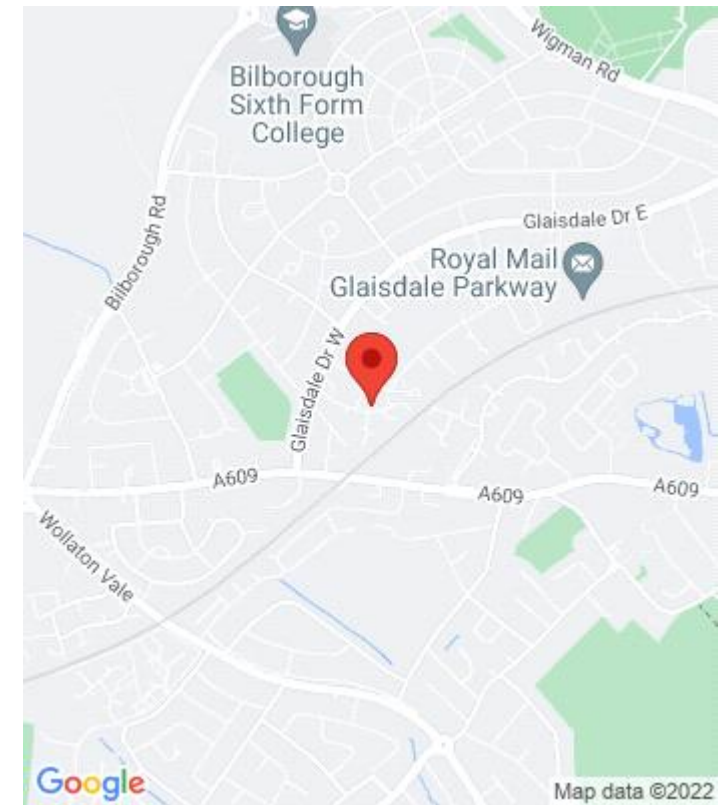 Wigman Rd
Bilborough
Sixth Form
College
Bilborough Rd
Glaisdale Dr E
Royal Mail
Glaisdale Parkway
Glaisdale Dr W
A609
A609
A609
Wollaton Vale
Google
Map data ©2022